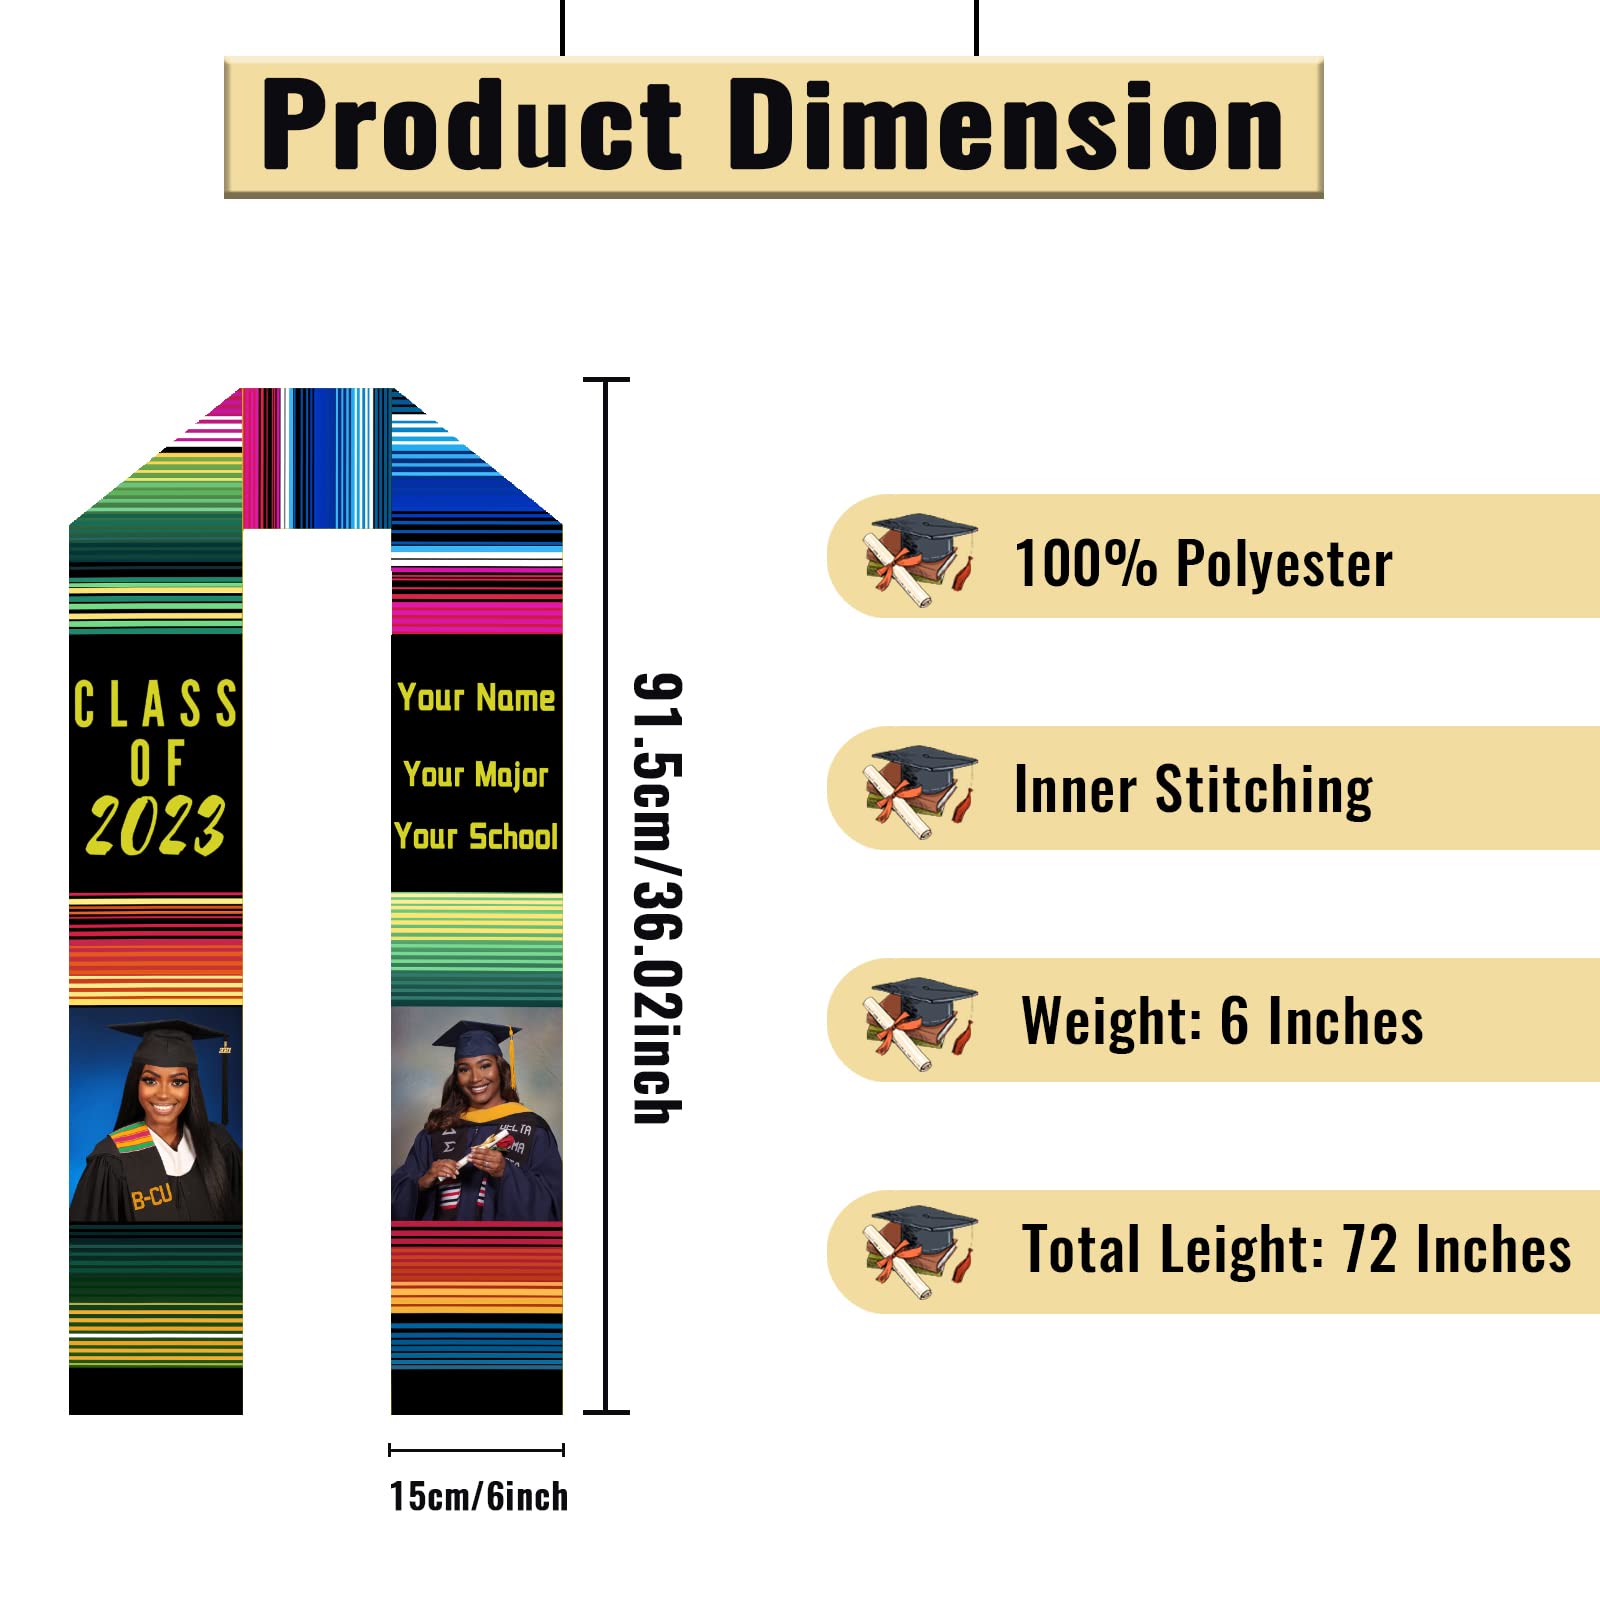 Product Dimension
CLASS
OF
2023
Your Name
Your Major
Your School
B-CU
DELTA
91.5cm/36.02inch
15cm/6inch
100% Polyester
Inner Stitching
Weight: 6 Inches
Total Leight: 72 Inches